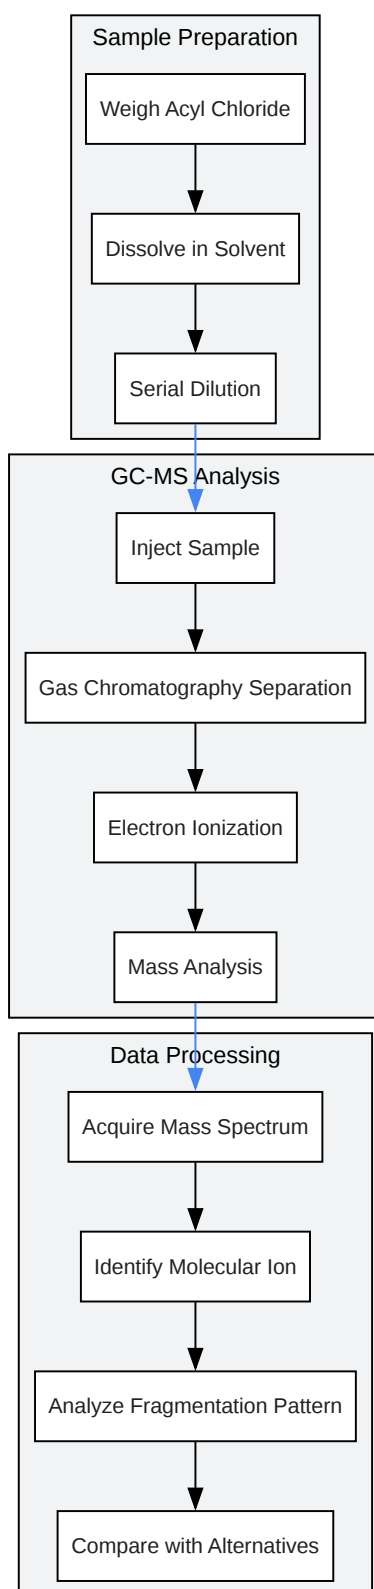 Sample Preparation
Weigh Acyl Chloride
Dissolve in Solvent
Serial Dilution
GC-MS Analysis
Inject Sample
Gas Chromatography Separation
Electron Ionization
Mass Analysis
Data Processing
Acquire Mass Spectrum
Identify Molecular Ion
Analyze Fragmentation Pattern
Compare with Alternatives